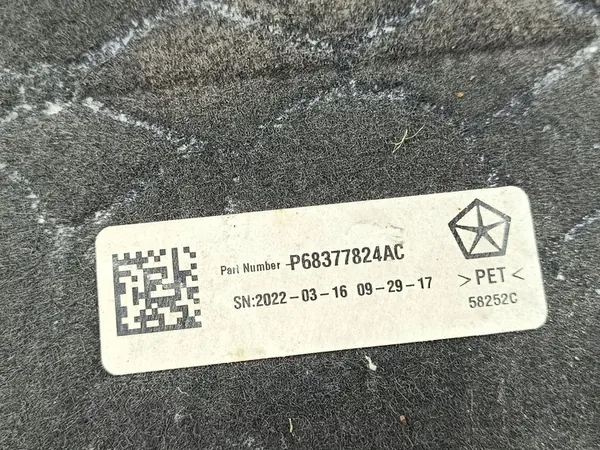 Part Number P68377824AC
SN:2022-03-16 09-29-17
>PET<
58252C